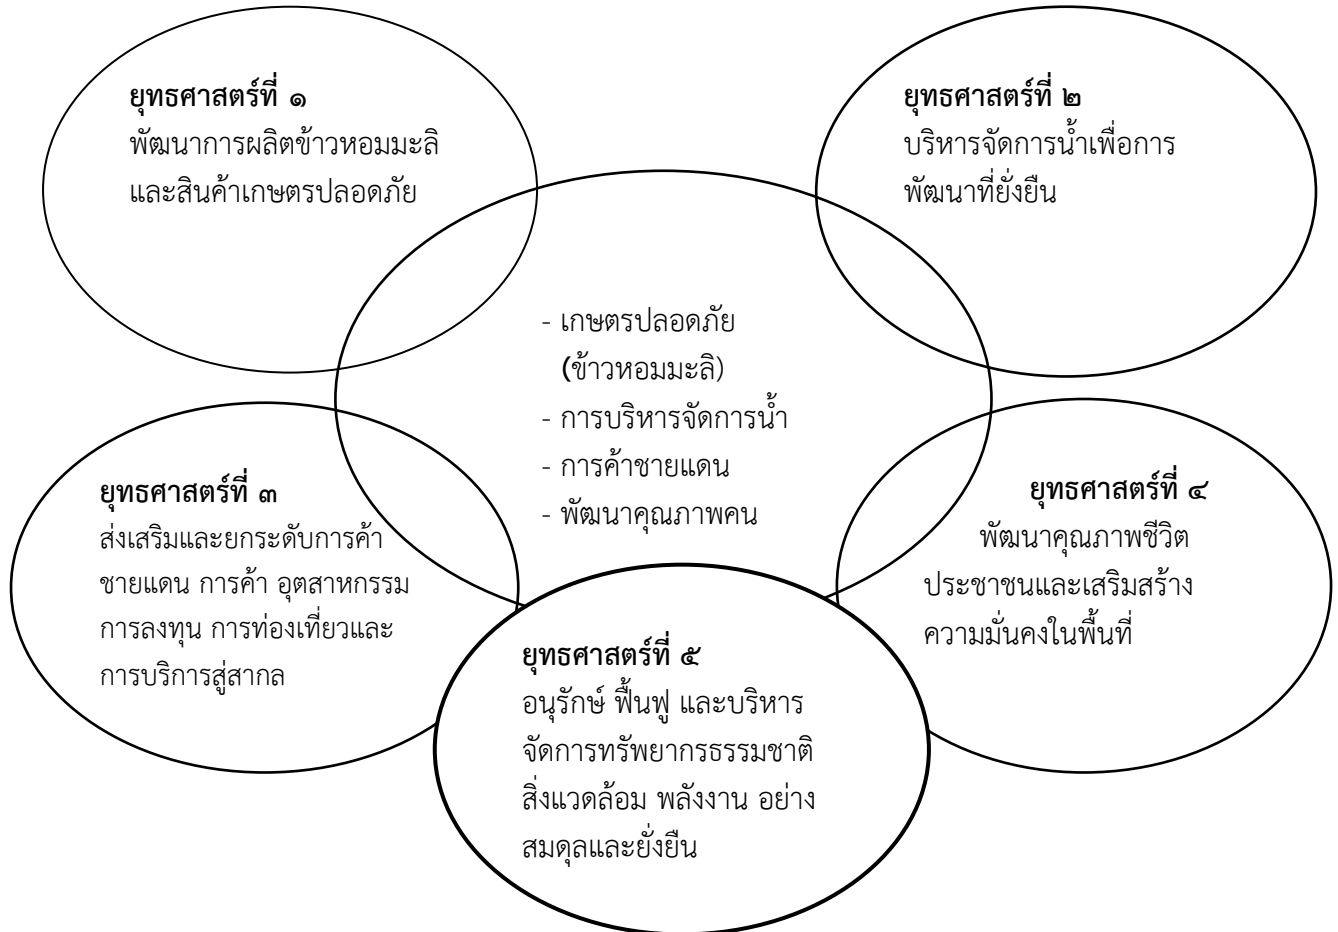 ยุทธศาสตร์ที่ ๑
พัฒนาการผลิตข้าวหอมมะลิ
และสินค้าเกษตรปลอดภัย
ยุทธศาสตร์ที่ ๒
บริหารจัดการน้ำเพื่อการ
พัฒนาที่ยั่งยืน
- เกษตรปลอดภัย
(ข้าวหอมมะลิ)
- การบริหารจัดการน้ำ
- การค้าชายแดน
- พัฒนาคุณภาพคน
ยุทธศาสตร์ที่ ๓
ส่งเสริมและยกระดับการค้า
ชายแดน การค้า อุตสาหกรรม
การลงทุน การท่องเที่ยวและ
การบริการสู่สากล
ยุทธศาสตร์ที่ ๔
พัฒนาคุณภาพชีวิต
ประชาชนและเสริมสร้าง
ความมั่นคงในพื้นที่
ยุทธศาสตร์ที่ ๕
อนุรักษ์ ฟื้นฟู และบริหาร
จัดการทรัพยากรธรรมชาติ
สิ่งแวดล้อม พลังงาน อย่าง
สมดุลและยั่งยืน